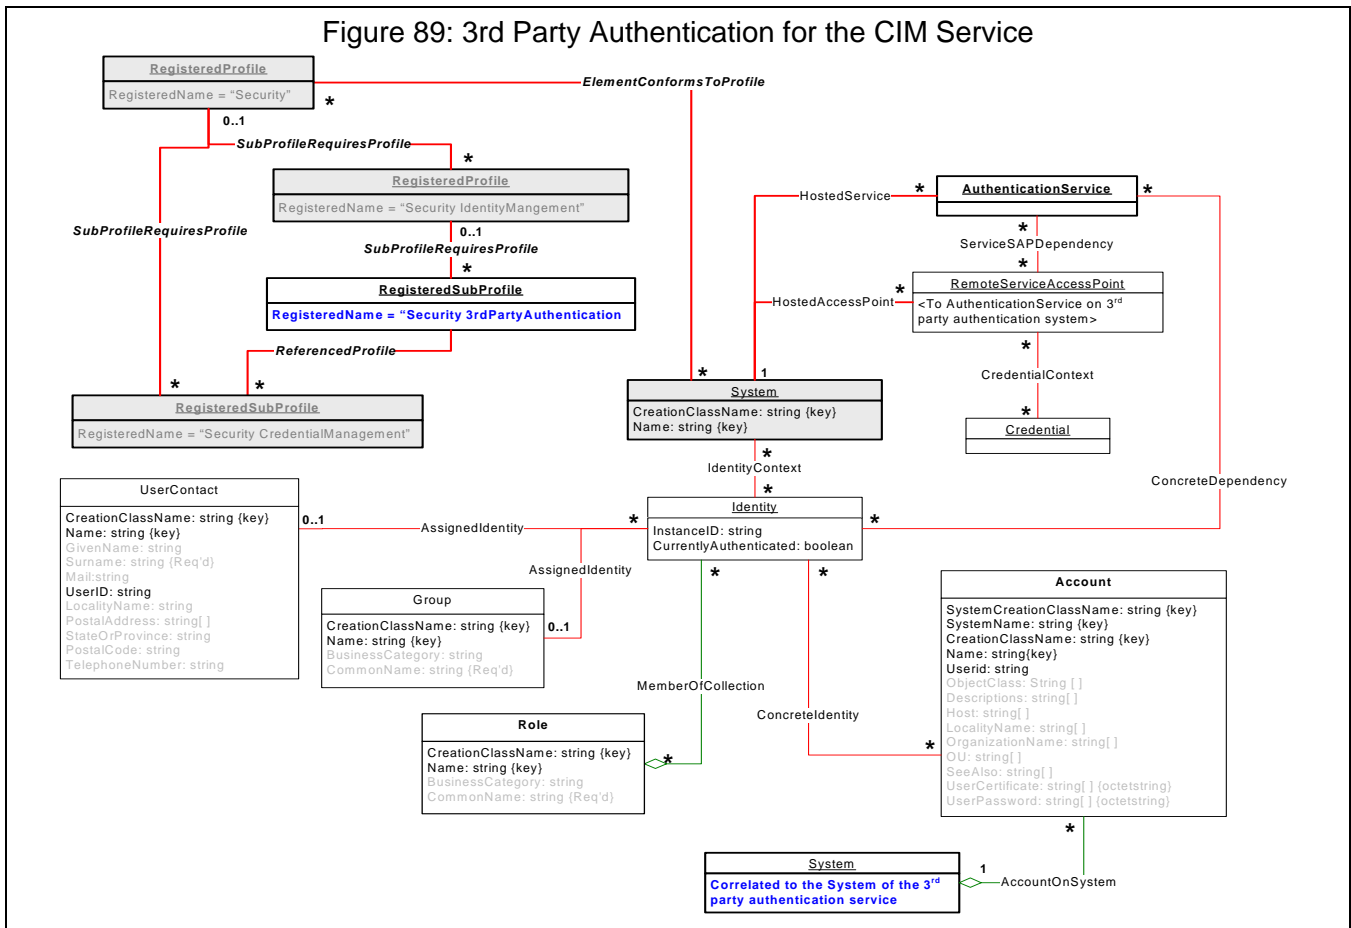 Figure 89: 3rd Party Authentication for the CIM Service
RegisteredProfile
RegisteredName = “Security”
*
0..1
ElementConformsToProfile
SubProfileRequiresProfile
*
RegisteredProfile
RegisteredName = “Security IdentityMangement”
0..1
SubProfileRequiresProfile
SubProfileRequiresProfile
*
RegisteredSubProfile
RegisteredName = “Security 3rdPartyAuthentication
ReferencedProfile
*
*
RegisteredSubProfile
RegisteredName = “Security CredentialManagement”
HostedService
*
AuthenticationService
*
*
ServiceSAPDependency
*
HostedAccessPoint
*
RemoteServiceAccessPoint
<To AuthenticationService on 3rd
party authentication system>
*
CredentialContext
*
Credential
ConcreteDependency
*
1
System
CreationClassName: string {key}
Name: string {key}
*
IdentityContext
*
Identity
InstanceID: string
CurrentlyAuthenticated: boolean
*
*
*
*
UserContact
CreationClassName: string {key}
Name: string {key}
GivenName: string
Surname: string {Req'd}
Mail:string
UserID: string
LocalityName: string
PostalAddress: string[ ]
StateOrProvince: string
PostalCode: string
TelephoneNumber: string
0..1
AssignedIdentity
AssignedIdentity
Group
CreationClassName: string {key}
Name: string {key}
BusinessCategory: string
CommonName: string {Req'd}
0..1
MemberOfCollection
Role
CreationClassName: string {key}
Name: string {key}
BusinessCategory: string
CommonName: string {Req'd}
*
ConcreteIdentity
*
Account
SystemCreationClassName: string {key}
SystemName: string {key}
CreationClassName: string {key}
Name: string{key}
Userid: string
ObjectClass: String [ ]
Descriptions: string[ ]
Host: string[ ]
LocalityName: string[ ]
OrganizationName: string[ ]
OU: string[ ]
SeeAlso: string[ ]
UserCertificate: string[ ] {octetstring}
UserPassword: string[ ] {octetstring}
*
System
Correlated to the System of the 3rd
party authentication service
1
AccountOnSystem